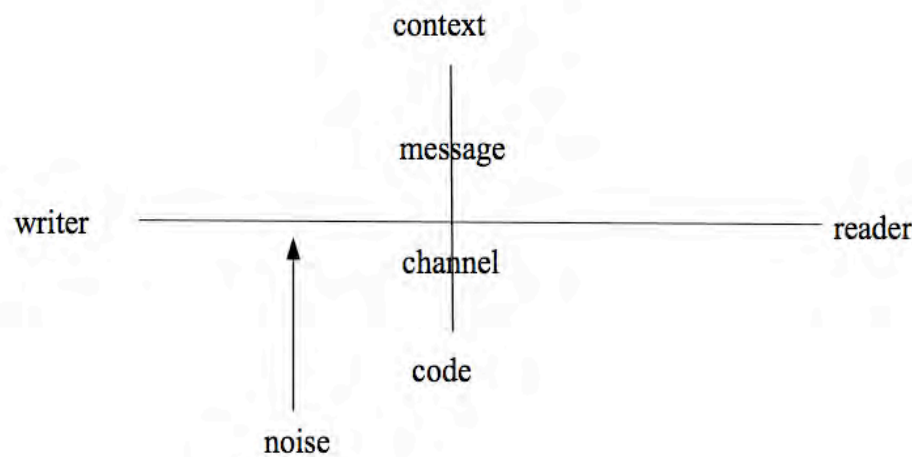 context
message
writer
reader
channel
code
noise